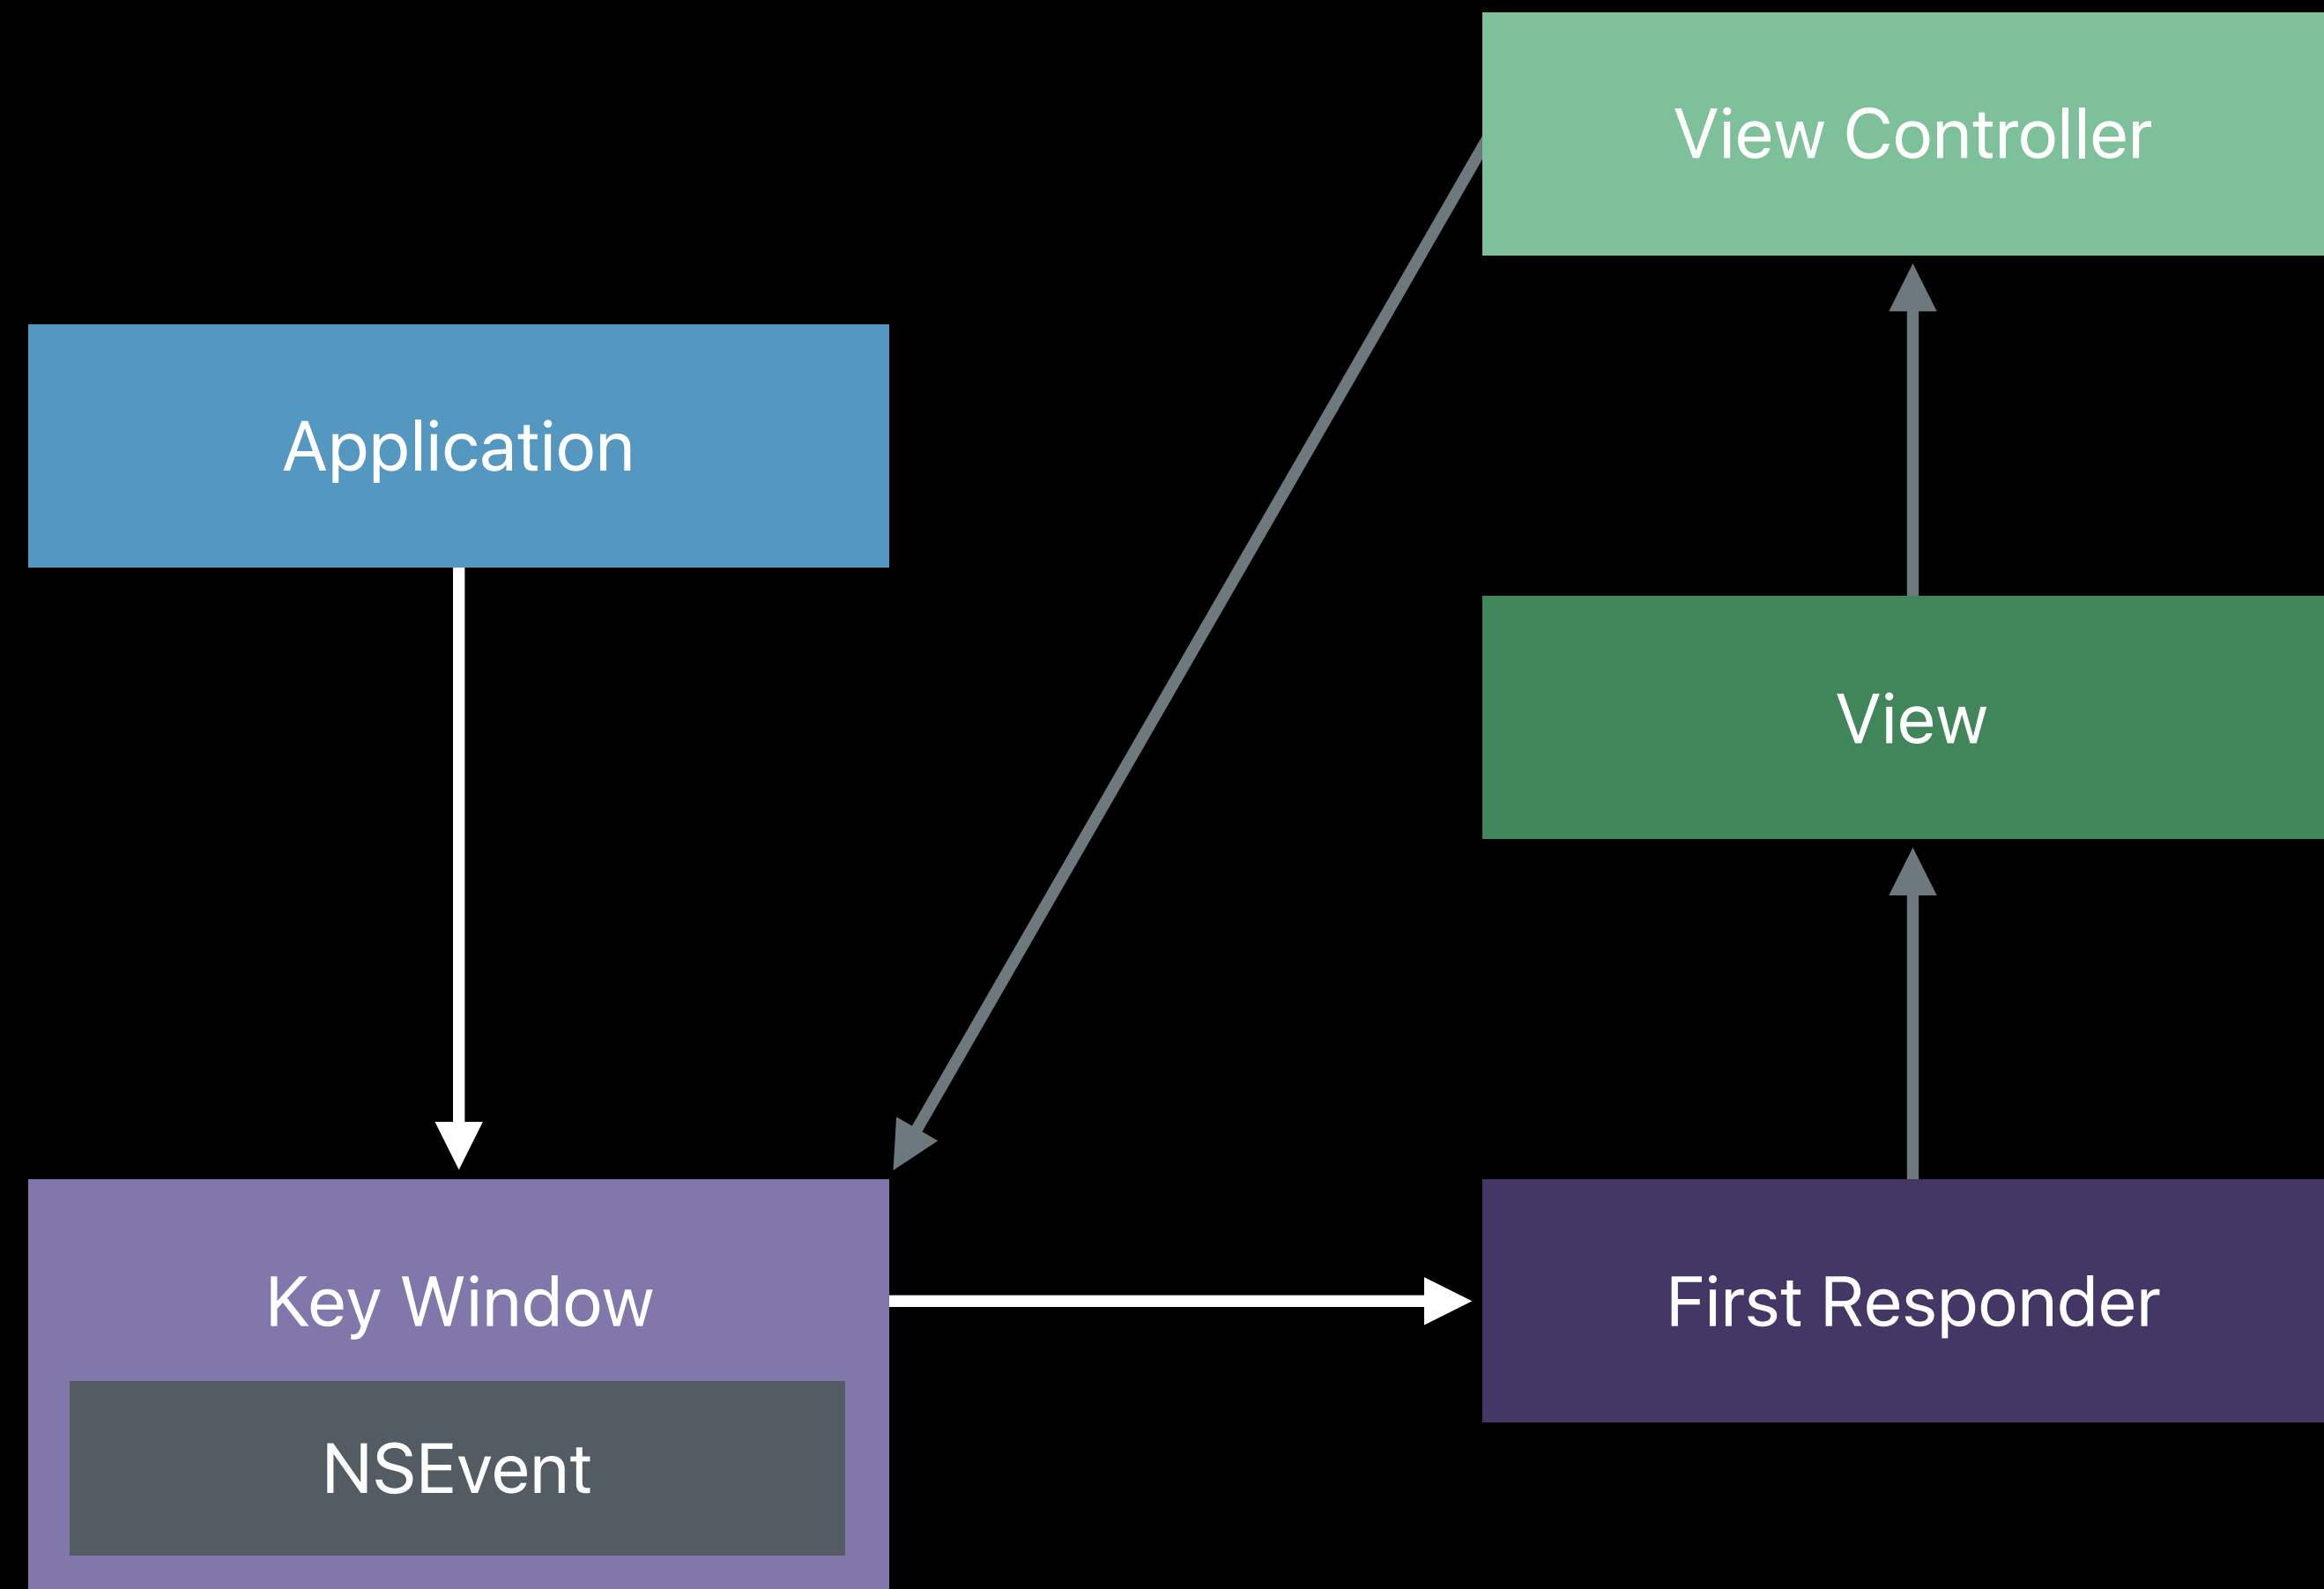 View Controller
Application
View
Key Window
First Responder
NSEvent